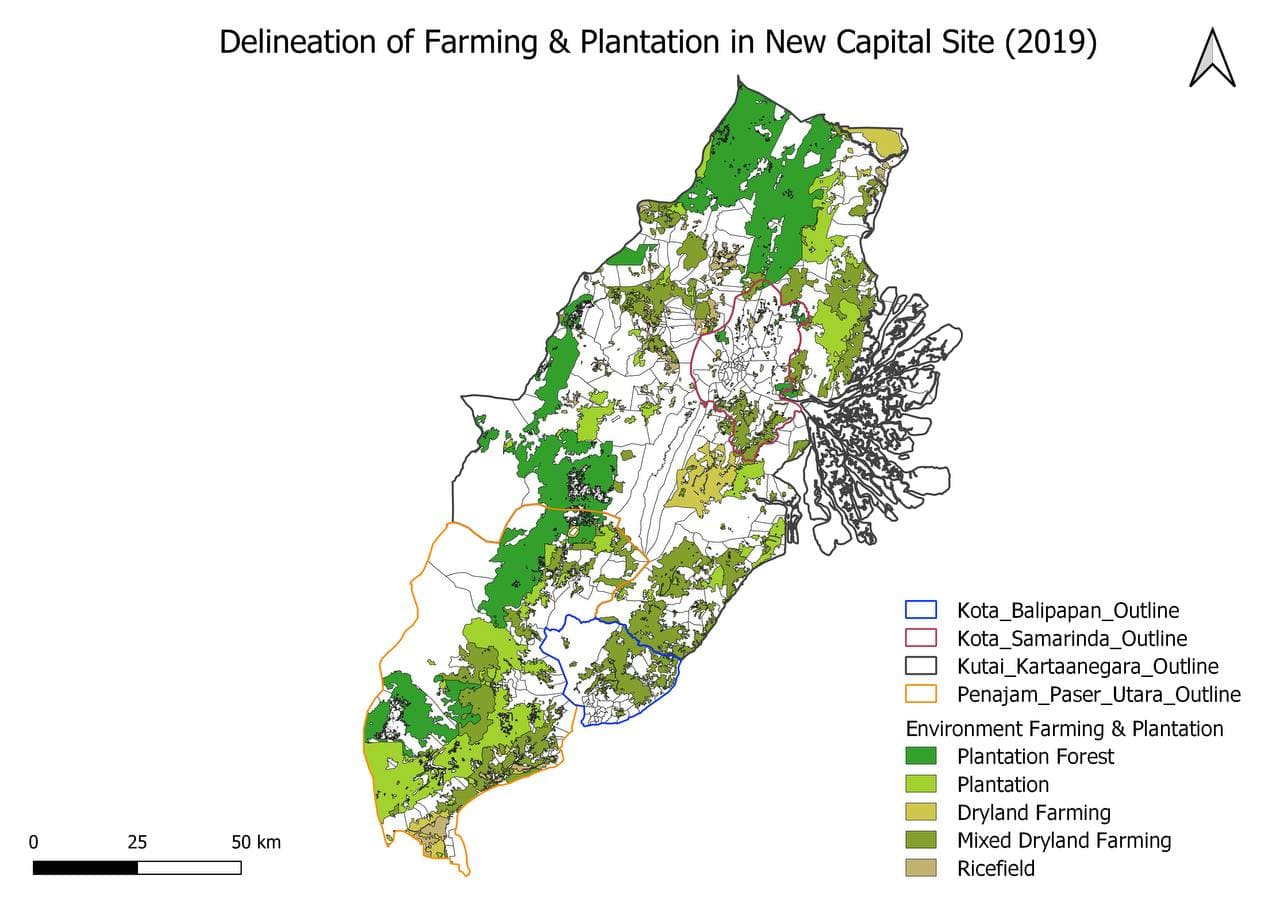 Delineation of Farming & Plantation in New Capital Site (2019)
Kota_Balipapan_Outline
Kota_Samarinda_Outline
Kutai_Kartaanegara_Outline
Penajam_Paser_Utara_Outline
Environment Farming & Plantation
Plantation Forest
Plantation
Dryland Farming
Mixed Dryland Farming
Ricefield
0 25 50 km